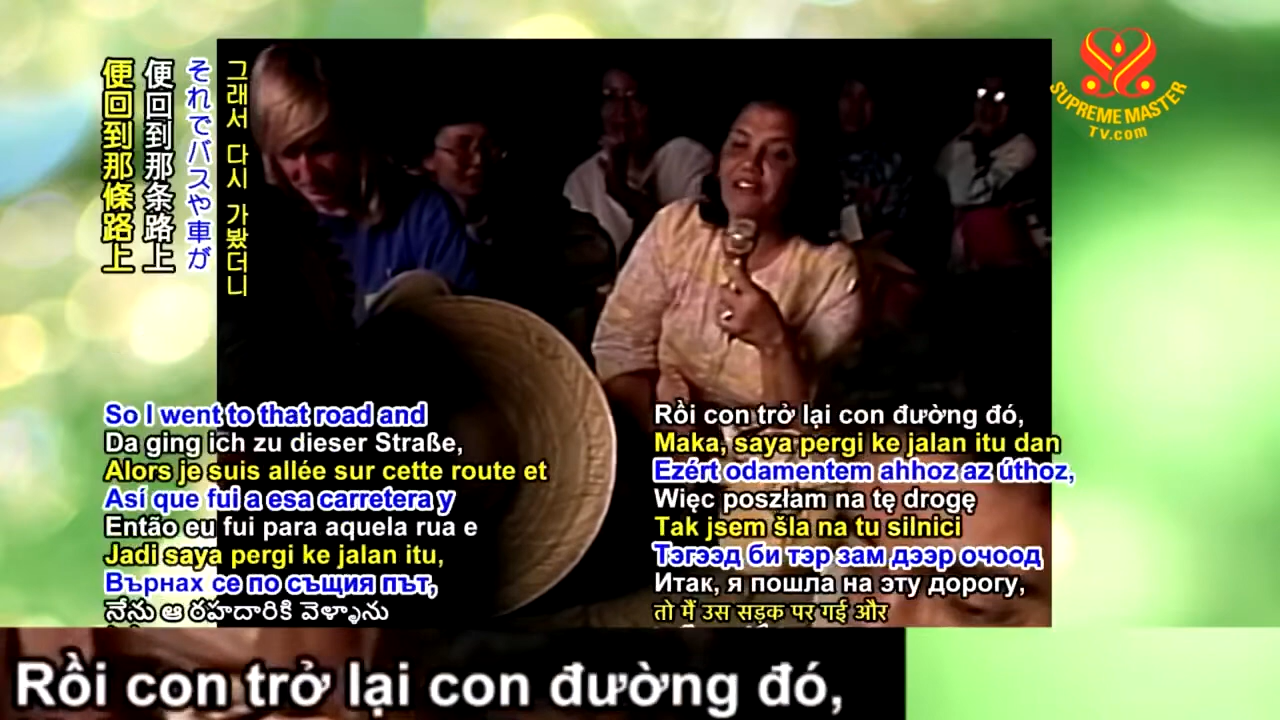 그래서 다시 가봤더니
それでバスや車が
便回到那条路上
便回到那條路上
SUPREME MASTER
TV.com
So I went to that road and
Da ging ich zu dieser Straße,
Alors je suis allée sur cette route et
Así que fui a esa carretera y
Então eu fui para aquela rua e
Jadi saya pergi ke jalan itu,
Върнах се по същия път,
నేను ఆ రహదారికి వెళ్ళాను
Rồi con trở lại con đường đó,
Maka, saya pergi ke jalan itu dan
Ezért odamentem ahhoz az úthoz,
Więc poszłam na tę drogę
Tak jsem šla na tu silnici
Тэгээд би тэр зам дээр очоод
Итак, я пошла на эту дорогу,
तो मैं उस सड़क पर गई और
Rồi con trở lại con đường đó,